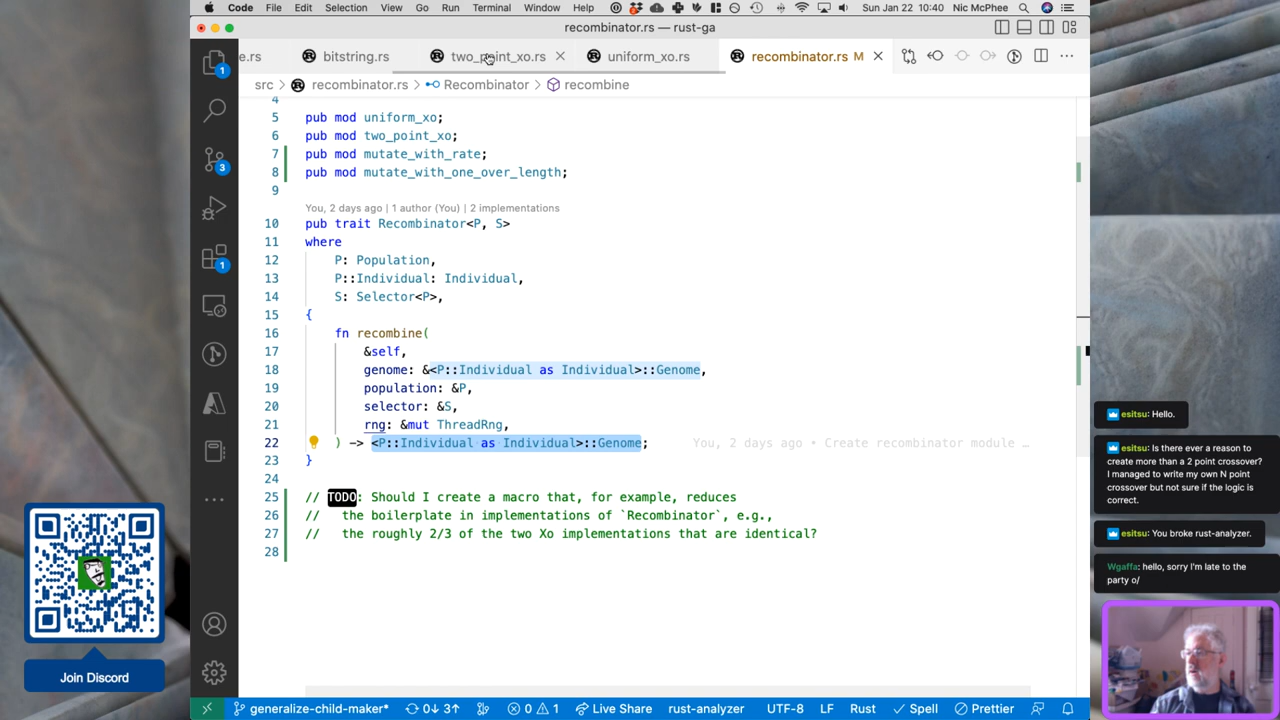 Code File Edit Selection View Go Run Terminal Window Help Sun Jan 22 10:40 Nic McPhee
recombinator.rs — rust-ga
e.rs bitstring.rs two_point_xo.rs uniform_xo.rs recombinator.rs M
src > recombinator.rs > Recombinator > recombine
4
5 pub mod uniform_xo;
6 pub mod two_point_xo;
7 pub mod mutate_with_rate;
8 pub mod mutate_with_one_over_length;
9
You, 2 days ago | 1 author (You) | 2 implementations
10 pub trait Recombinator<P, S>
11 where
12 P: Population,
13 P::Individual: Individual,
14 S: Selector<P>,
15 {
16 fn recombine(
17 &self,
18 genome: &<P::Individual as Individual>::Genome,
19 population: &P,
20 selector: &S,
21 rng: &mut ThreadRng,
22 ) -> <P::Individual as Individual>::Genome; You, 2 days ago • Create recombinator module …
23 }
24
25 // TODO: Should I create a macro that, for example, reduces
26 // the boilerplate in implementations of `Recombinator`, e.g.,
27 // the roughly 2/3 of the two Xo implementations that are identical?
28
1
3
1
esitsu: Hello.
esitsu: Is there ever a reason to
create more than a 2 point crossover?
I managed to write my own N point
crossover but not sure if the logic is
correct.
esitsu: You broke rust-analyzer.
Wgaffa: hello, sorry I'm late to the
party o/
Join Discord
generalize-child-maker* 0↓ 3↑ 0 1 Live Share rust-analyzer UTF-8 LF Rust Spell Prettier